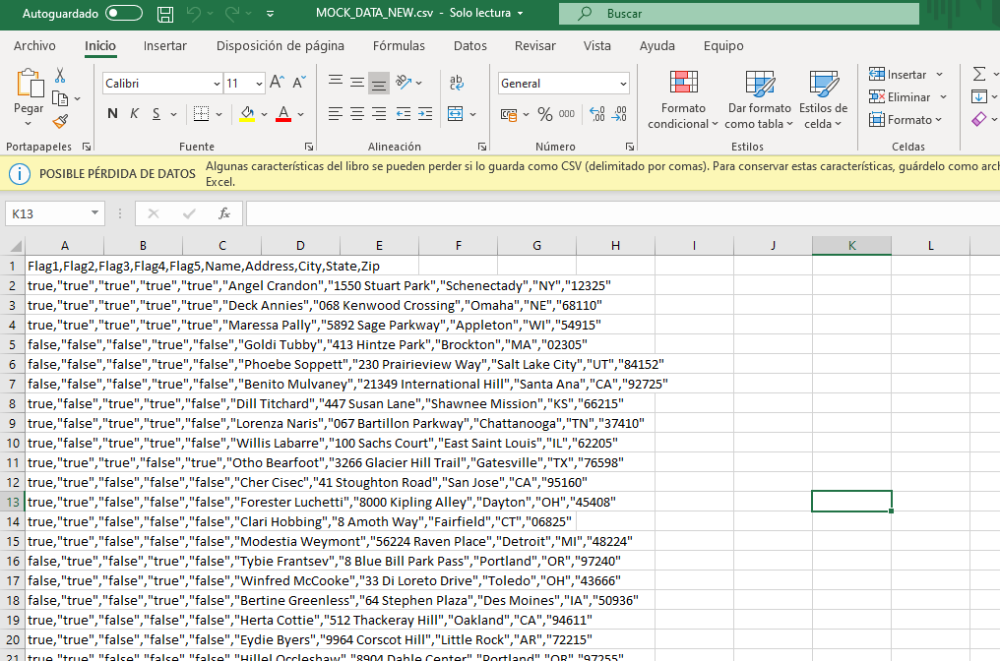 Autoguardado MOCK_DATA_NEW.csv - Solo lectura Buscar
Archivo Inicio Insertar Disposición de página Fórmulas Datos Revisar Vista Ayuda Equipo
Pegar Calibri 11 A A ab General Formato condicional Dar formato como tabla Estilos de celda Insertar
N K S A % 000 Eliminar
Formato
Portapapeles Fuente Alineación Número Estilos Celdas
POSIBLE PÉRDIDA DE DATOS Algunas características del libro se pueden perder si lo guarda como CSV (delimitado por comas). Para conservar estas características, guárdelo como
Excel.
K13 fx
A B C D E F G H I J K L
1 Flag1,Flag2,Flag3,Flag4,Flag5,Name,Address,City,State,Zip
2 true,"true","true","true","true","Angel Crandon","1550 Stuart Park","Schenectady","NY","12325"
3 true,"true","true","true","true","Deck Annies","068 Kenwood Crossing","Omaha","NE","68110"
4 true,"true","true","true","true","Maressa Pally","5892 Sage Parkway","Appleton","WI","54915"
5 false,"false","false","true","false","Goldi Tubby","413 Hintze Park","Brockton","MA","02305"
6 false,"false","false","true","false","Phoebe Soppett","230 Prairieview Way","Salt Lake City","UT","84152"
7 false,"false","false","false","false","Benito Mulvaney","21349 International Hill","Santa Ana","CA","92725"
8 true,"false","true","true","false","Dill Titchard","447 Susan Lane","Shawnee Mission","KS","66215"
9 true,"false","true","true","false","Lorenza Naris","067 Bartillon Parkway","Chattanooga","TN","37410"
10 true,"false","true","true","false","Willis Labarre","100 Sachs Court","East Saint Louis","IL","62205"
11 true,"true","true","false","true","Otho Bearfoot","3266 Glacier Hill Trail","Gatesville","TX","76598"
12 true,"true","false","false","false","Cher Cisec","41 Stoughton Road","San Jose","CA","95160"
13 true,"true","false","false","false","Forester Luchetti","8000 Kipling Alley","Dayton","OH","45408"
14 true,"true","false","false","false","Clari Hobbing","8 Amoth Way","Fairfield","CT","06825"
15 true,"true","false","false","false","Modestia Weymont","56224 Raven Place","Detroit","MI","48224"
16 false,"true","false","true","false","Tybie Frantsev","8 Blue Bill Park Pass","Portland","OR","97240"
17 false,"true","false","true","false","Winfred McCooke","33 Di Loreto Drive","Toledo","OH","43666"
18 false,"true","false","true","false","Bertine Greenless","64 Stephen Plaza","Des Moines","IA","50936"
19 true,"true","false","false","false","Herta Cottie","512 Thackeray Hill","Oakland","CA","94611"
20 true,"true","false","false","false","Eydie Byers","9964 Corscot Hill","Little Rock","AR","72215"
21 true,"true","false","false","false","Hillel Occleshaw","8904 Dahle Center","Portland","OR","97255"